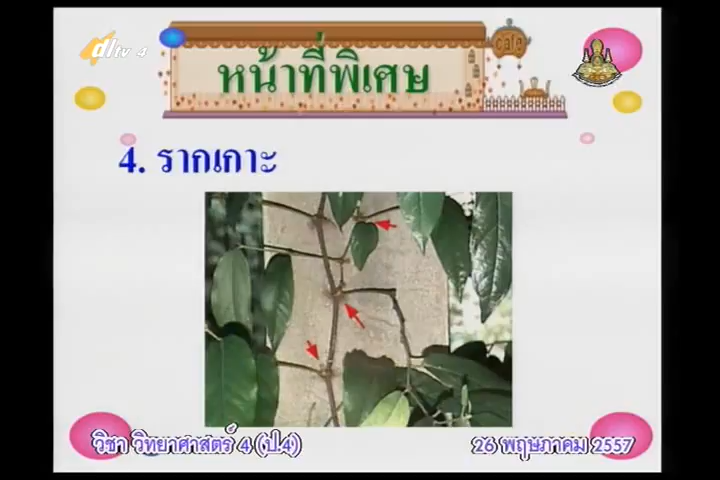 dltv 4
หน้าที่พิเศษ
cafe
4. รากเกาะ
วิชา วิทยาศาสตร์ 4 (ป.4)
26 พฤษภาคม 2557